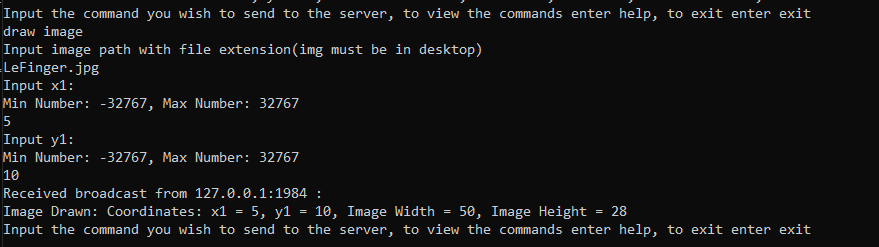 Input the command you wish to send to the server, to view the commands enter help, to exit enter exit
draw image
Input image path with file extension(img must be in desktop)
LeFinger.jpg
Input x1:
Min Number: -32767, Max Number: 32767
5
Input y1:
Min Number: -32767, Max Number: 32767
10
Received broadcast from 127.0.0.1:1984 :
Image Drawn: Coordinates: x1 = 5, y1 = 10, Image Width = 50, Image Height = 28
Input the command you wish to send to the server, to view the commands enter help, to exit enter exit